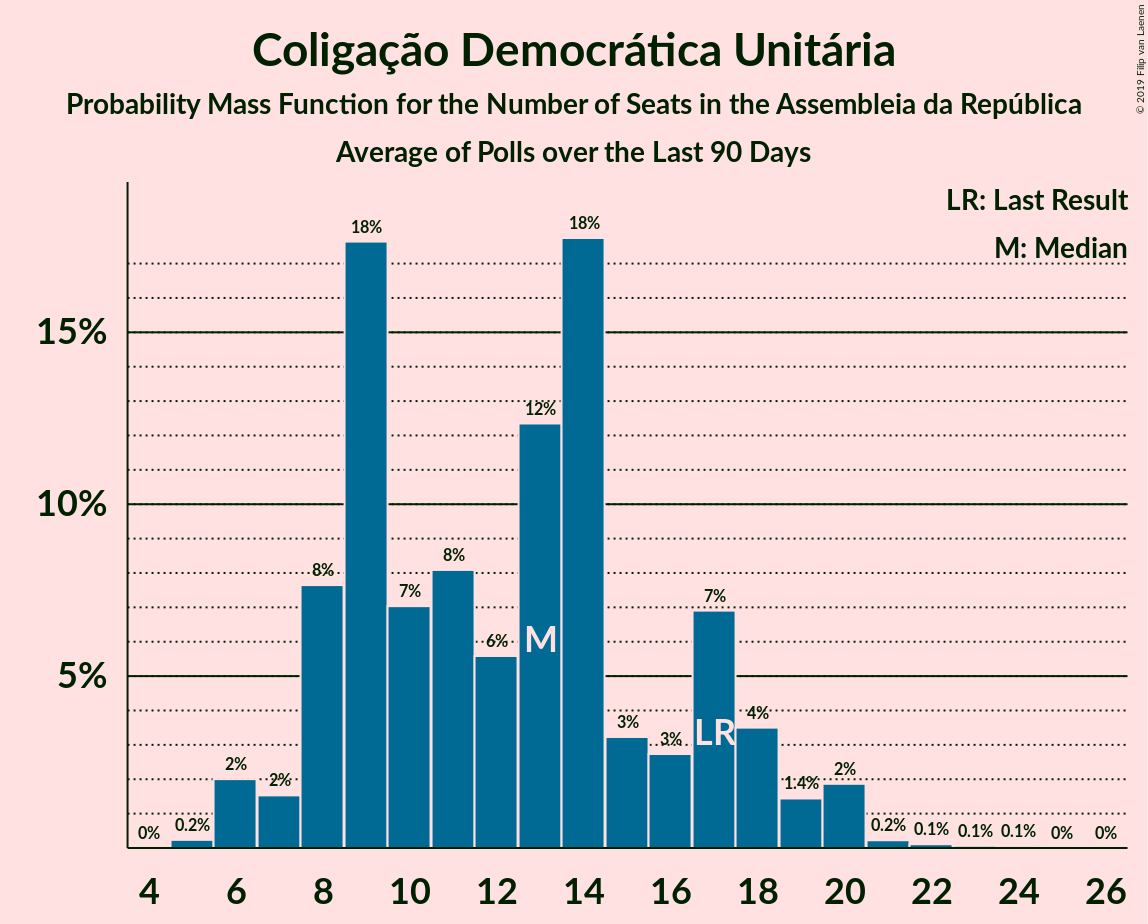 Coligação Democrática Unitária
Probability Mass Function for the Number of Seats in the Assembleia da República
Average of Polls over the Last 90 Days
© 2019 Filip van Laenen
LR: Last Result
M: Median
15%
10%
5%
0%
0.2%
2%
2%
8%
18%
7%
8%
6%
12%
18%
3%
3%
7%
4%
1.4%
2%
0.2%
0.1%
0.1%
0.1%
0%
0%
M
LR
4 6 8 10 12 14 16 18 20 22 24 26